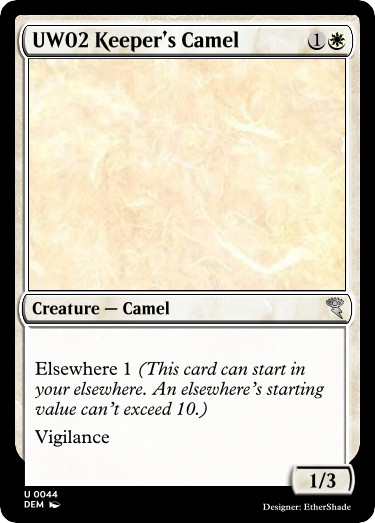 UW02 Keeper's Camel 1
Creature — Camel
Elsewhere 1 (This card can start in
your elsewhere. An elsewhere's starting
value can't exceed 10.)
Vigilance
1/3
U 0044
DEM
Designer: EtherShade